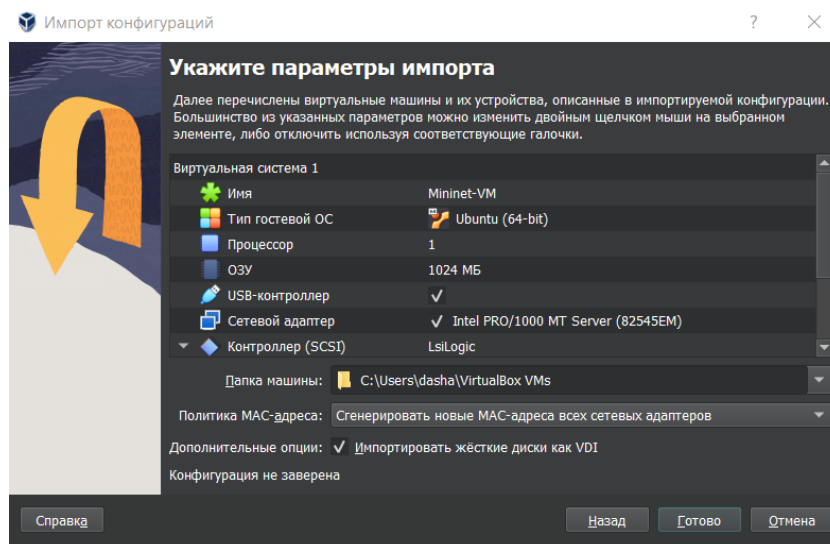 Импорт конфигураций
Укажите параметры импорта
Далее перечислены виртуальные машины и их устройства, описанные в импортируемой конфигурации.
Большинство из указанных параметров можно изменить двойным щелчком мыши на выбранном
элементе, либо отключить используя соответствующие галочки.
Виртуальная система 1
Имя Mininet-VM
Тип гостевой ОС Ubuntu (64-bit)
Процессор 1
ОЗУ 1024 МБ
USB-контроллер
Сетевой адаптер Intel PRO/1000 MT Server (82545EM)
Контроллер (SCSI) LsiLogic
Папка машины: C:\Users\dasha\VirtualBox VMs
Политика MAC-адреса: Сгенерировать новые MAC-адреса всех сетевых адаптеров
Дополнительные опции: Импортировать жёсткие диски как VDI
Конфигурация не заверена
Справка Назад Готово Отмена